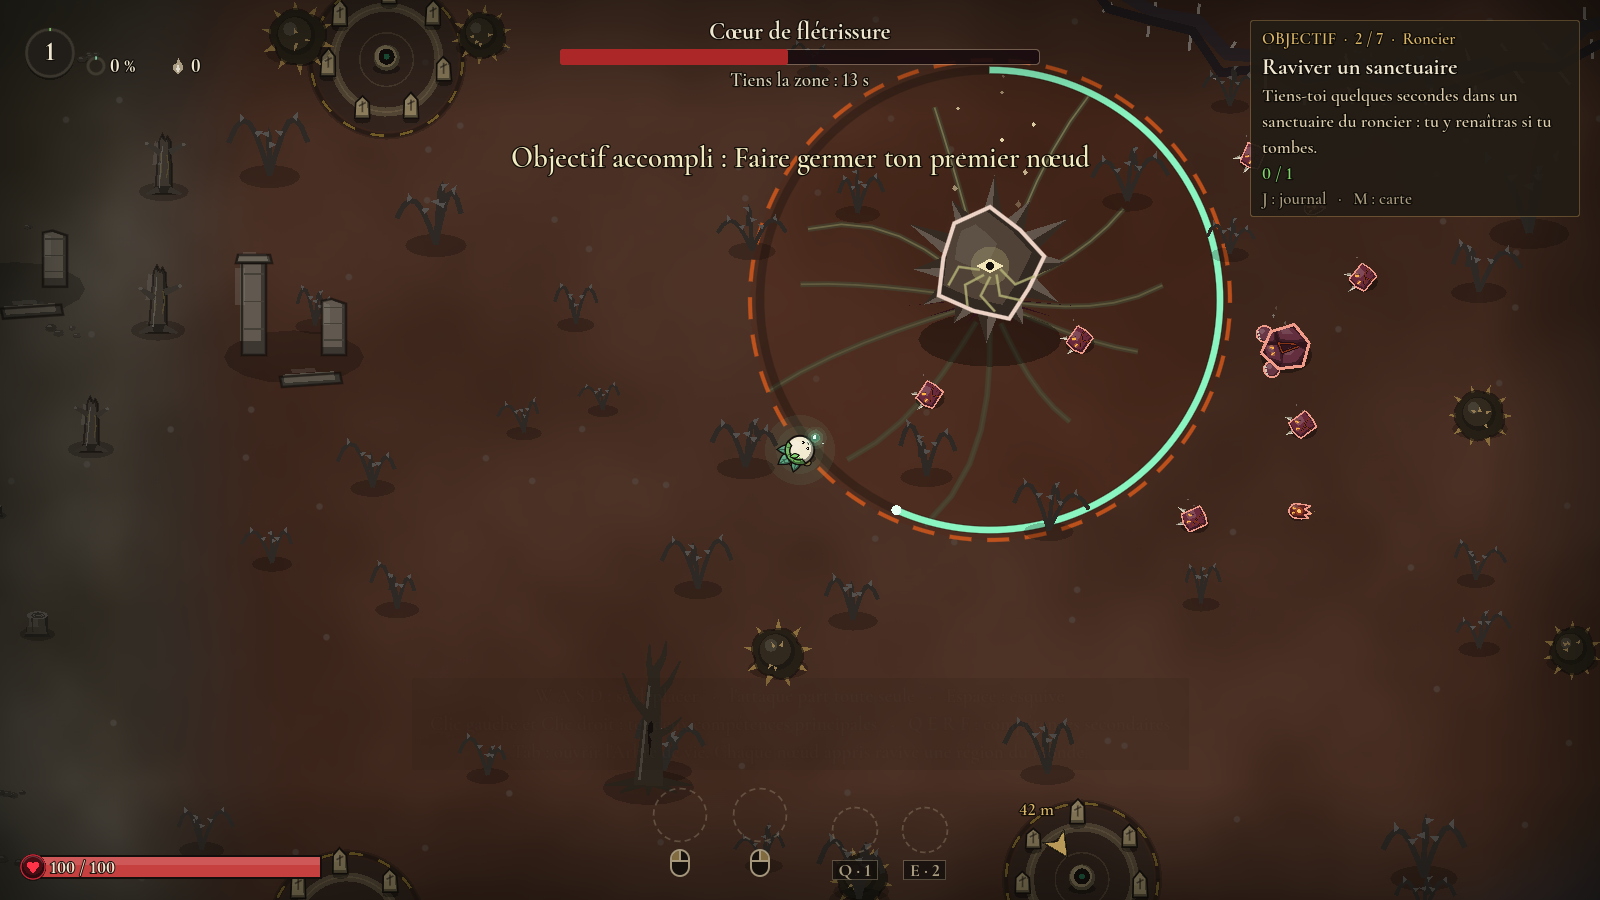 1
0 %
0
Cœur de flétrissure
Tiens la zone : 13 s
OBJECTIF · 2 / 7 · Roncier
Raviver un sanctuaire
Tiens-toi quelques secondes dans un
sanctuaire du roncier : tu y renaîtras si tu
tombes.
0 / 1
J : journal · M : carte
Objectif accompli : Faire germer ton premier nœud
42 m
100 / 100
Q · 1
E · 2